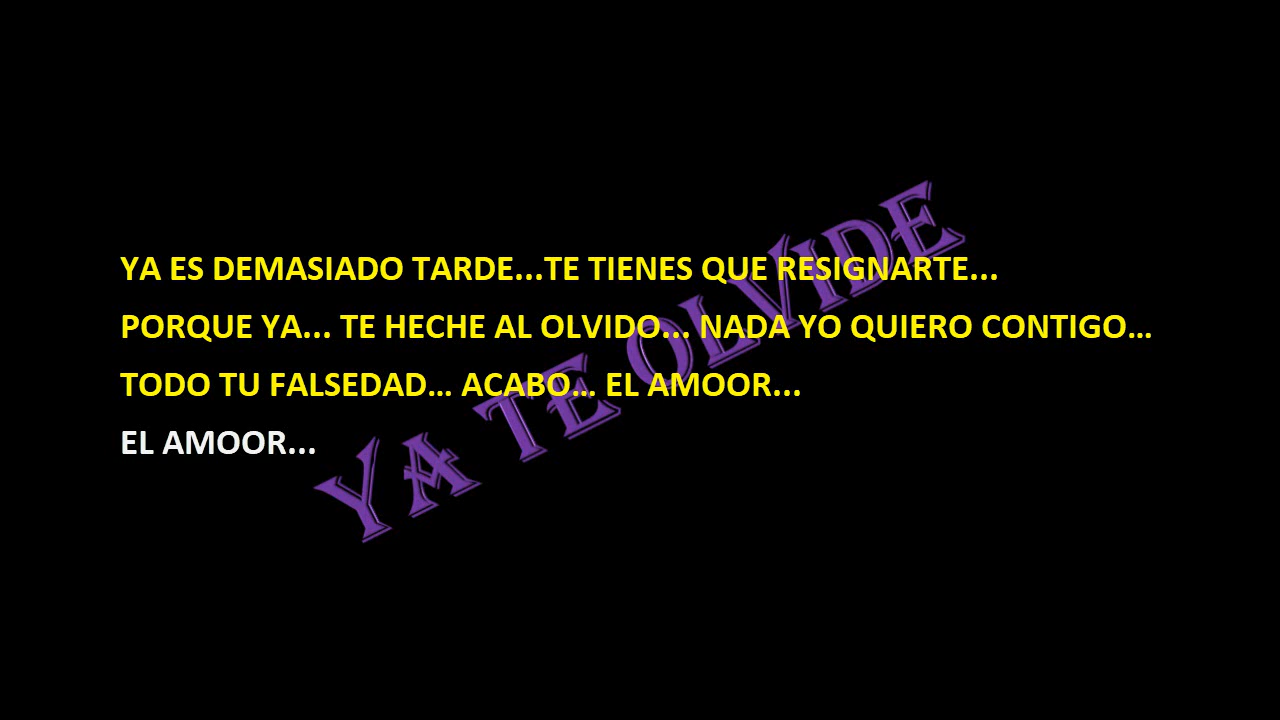 YA ES DEMASIADO TARDE...TE TIENES QUE RESIGNARTE...
PORQUE YA... TE HECHE AL OLVIDO... NADA YO QUIERO CONTIGO...
TODO TU FALSEDAD... ACABO... EL AMOOR...
EL AMOOR...
YA TE OLVIDE